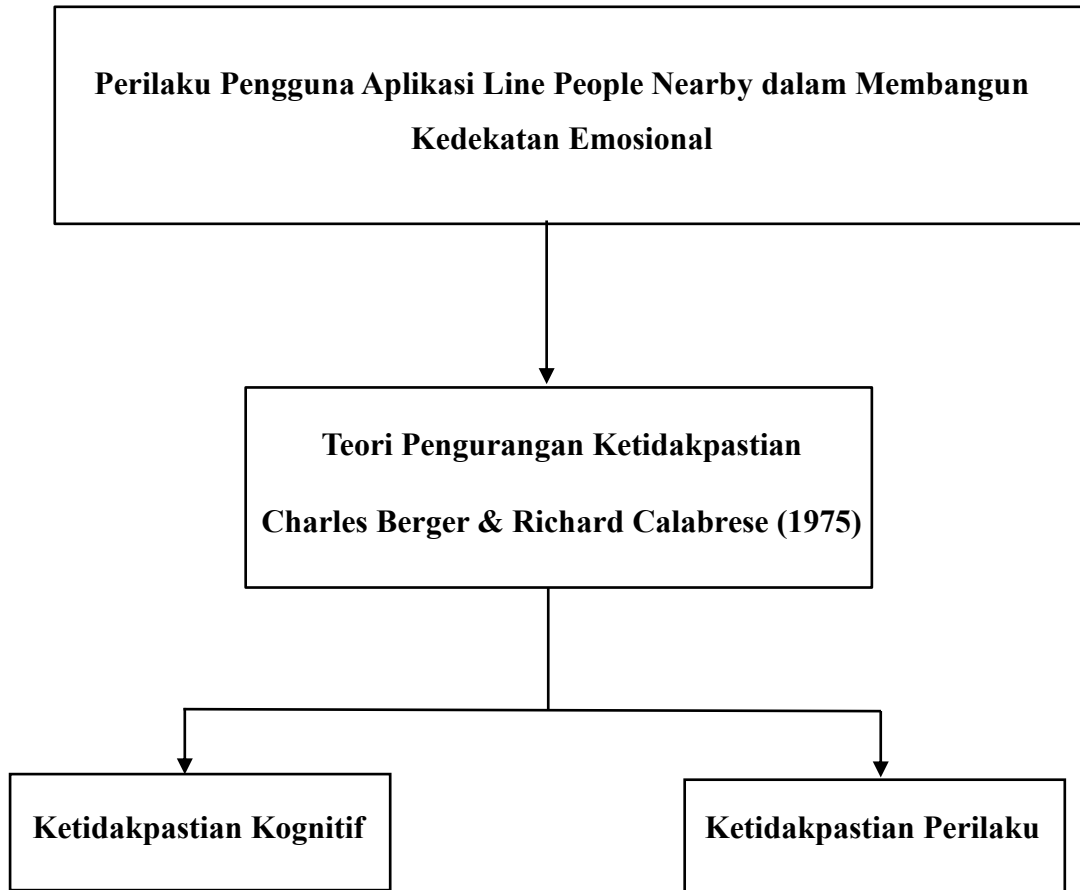 Perilaku Pengguna Aplikasi Line People Nearby dalam Membangun
Kedekatan Emosional
Teori Pengurangan Ketidakpastian
Charles Berger & Richard Calabrese (1975)
Ketidakpastian Kognitif
Ketidakpastian Perilaku